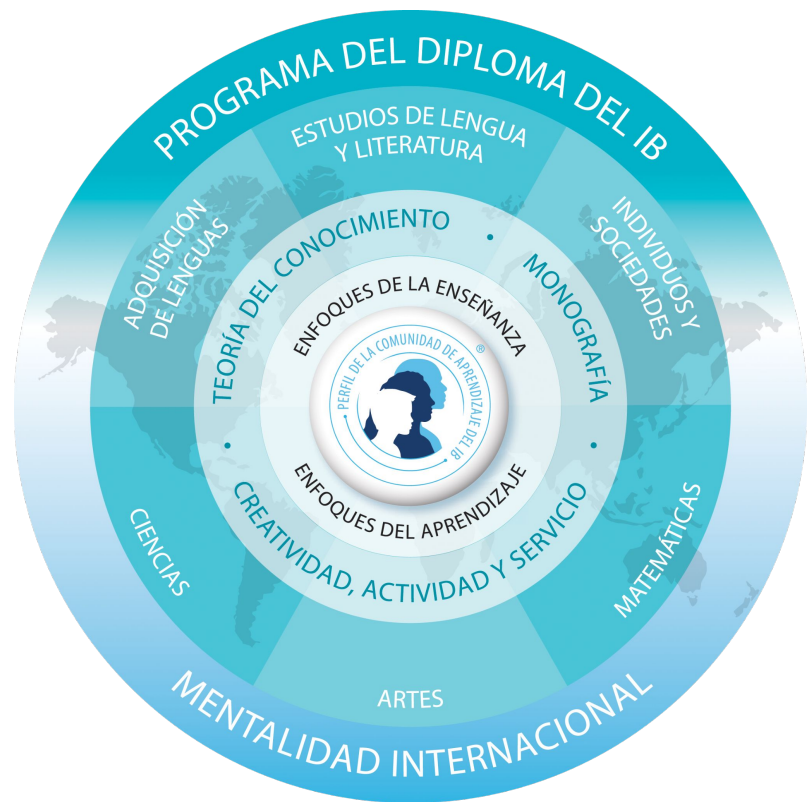 PROGRAMA DEL DIPLOMA DEL IB
ESTUDIOS DE LENGUA
Y LITERATURA
ADQUISICIÓN
DE LENGUAS
INDIVIDUOS Y
SOCIEDADES
TEORÍA DEL CONOCIMIENTO
•
MONOGRAFÍA
•
CREATIVIDAD, ACTIVIDAD Y SERVICIO
•
ENFOQUES DE LA ENSEÑANZA
• PERFIL DE LA COMUNIDAD DE APRENDIZAJE DEL IB •
®
ENFOQUES DEL APRENDIZAJE
CIENCIAS
MATEMÁTICAS
ARTES
MENTALIDAD INTERNACIONAL